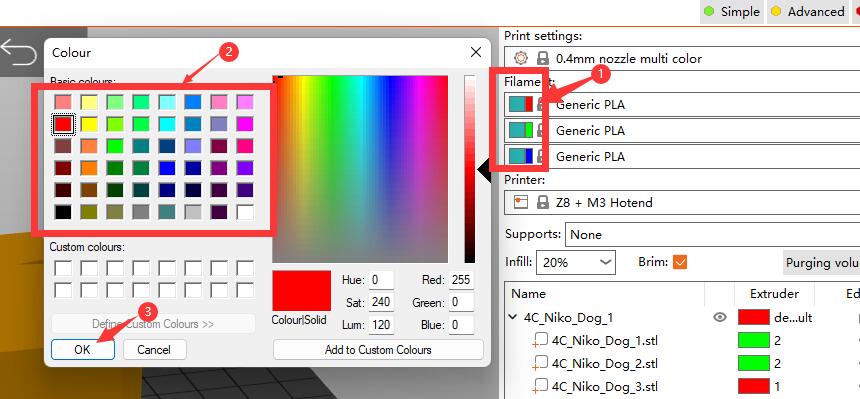 Simple
Advanced
2
Colour
Basic colours:
Custom colours:
3
Define Custom Colours >>
OK
Cancel
Colour|Solid
Hue: 0
Sat: 240
Lum: 120
Red: 255
Green: 0
Blue: 0
Add to Custom Colours
Print settings:
0.4mm nozzle multi color
1
Filament:
Generic PLA
Generic PLA
Generic PLA
Printer:
Z8 + M3 Hotend
Supports: None
Infill: 20%
Brim:
Purging volu
Name Extruder Ed
4C_Niko_Dog_1 de...ult
4C_Niko_Dog_1.stl 2
4C_Niko_Dog_2.stl 2
4C_Niko_Dog_3.stl 1